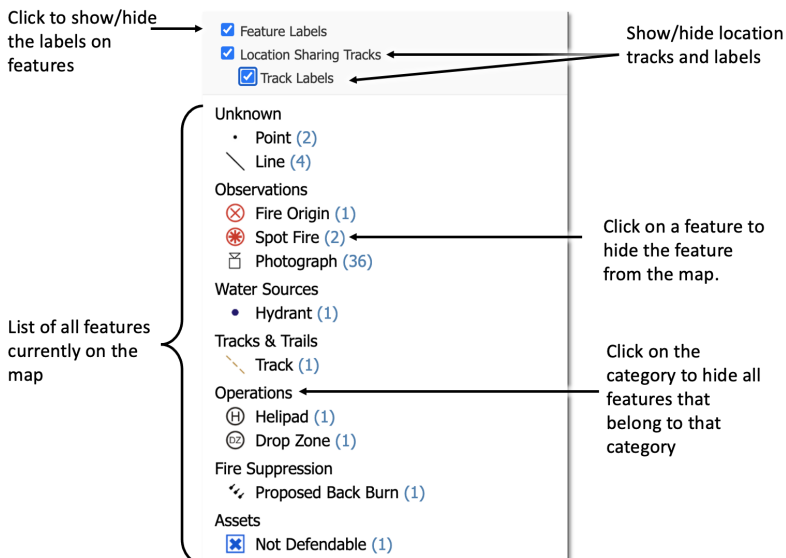 Click to show/hide
the labels on
features
Feature Labels
Location Sharing Tracks
Track Labels
Show/hide location
tracks and labels
Unknown
Point (2)
Line (4)
Observations
Fire Origin (1)
Spot Fire (2)
Photograph (36)
Click on a feature to
hide the feature
from the map.
Water Sources
Hydrant (1)
List of all features
currently on the
map
Tracks & Trails
Track (1)
Operations
H Helipad (1)
DZ Drop Zone (1)
Click on the
category to hide all
features that
belong to that
category
Fire Suppression
Proposed Back Burn (1)
Assets
Not Defendable (1)